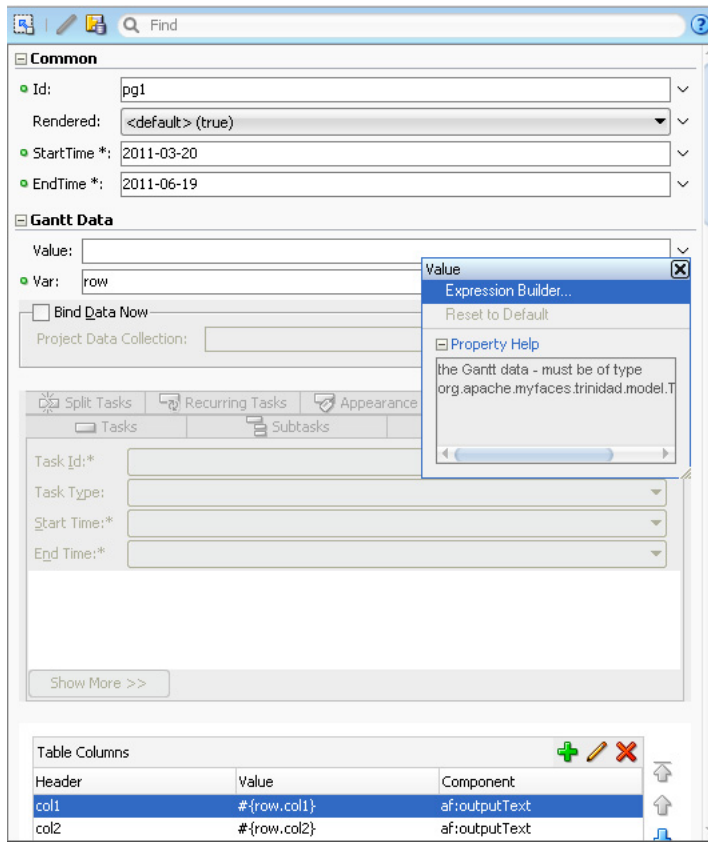 Find
Common
Id: pg1
Rendered: <default> (true)
StartTime *: 2011-03-20
EndTime *: 2011-06-19
Gantt Data
Value:
Var: row
Value
Expression Builder...
Reset to Default
Property Help
the Gantt data - must be of type
org.apache.myfaces.trinidad.model.T
Bind Data Now
Project Data Collection:
Split Tasks Recurring Tasks Appearance
Tasks Subtasks
Task Id:*
Task Type:
Start Time:*
End Time:*
Show More >>
Table Columns
Header Value Component
col1 #{row.col1} af:outputText
col2 #{row.col2} af:outputText